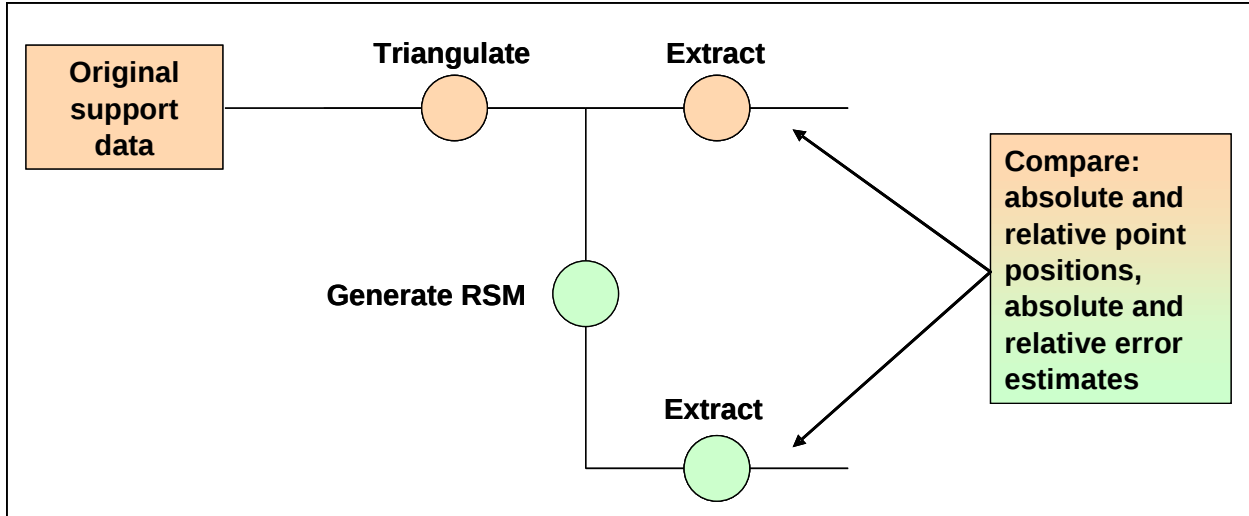 Original
support
data
Triangulate
Extract
Compare:
absolute and
relative point
positions,
absolute and
relative error
estimates
Generate RSM
Extract